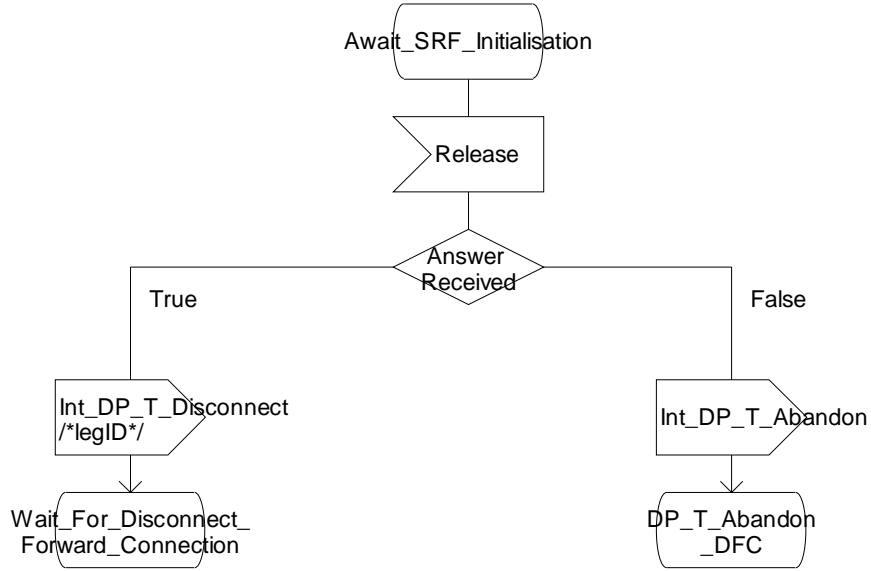 Await_SRF_Initialisation
Release
Answer
Received
True
False
Int_DP_T_Disconnect
/*legID*/
Int_DP_T_Abandon
Wait_For_Disconnect_
Forward_Connection
DP_T_Abandon
_DFC